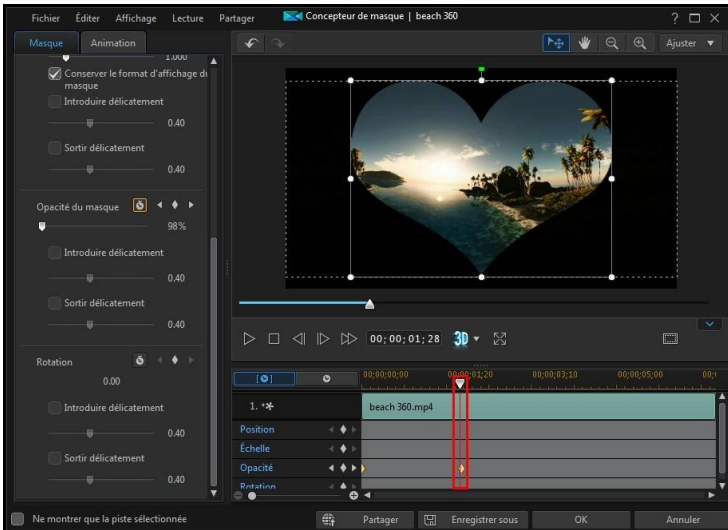 Fichier Éditer Affichage Lecture Partager Concepteur de masque | beach 360 ?
Masque Animation Ajuster
1.000
Conserver le format d'affichage du
masque
Introduire délicatement
0.40
Sortir délicatement
0.40
Opacité du masque
98%
Introduire délicatement
0.40
Sortir délicatement
0.40
00;00;01;28 3D
Rotation
0.00
00;00;00;00 00;00;01;20 00;00;03;10 00;00;05;00
Introduire délicatement
1. beach 360.mp4
0.40
Position
Échelle
Sortir délicatement
Opacité
0.40
Rotation
Ne montrer que la piste sélectionnée Partager Enregistrer sous OK Annuler